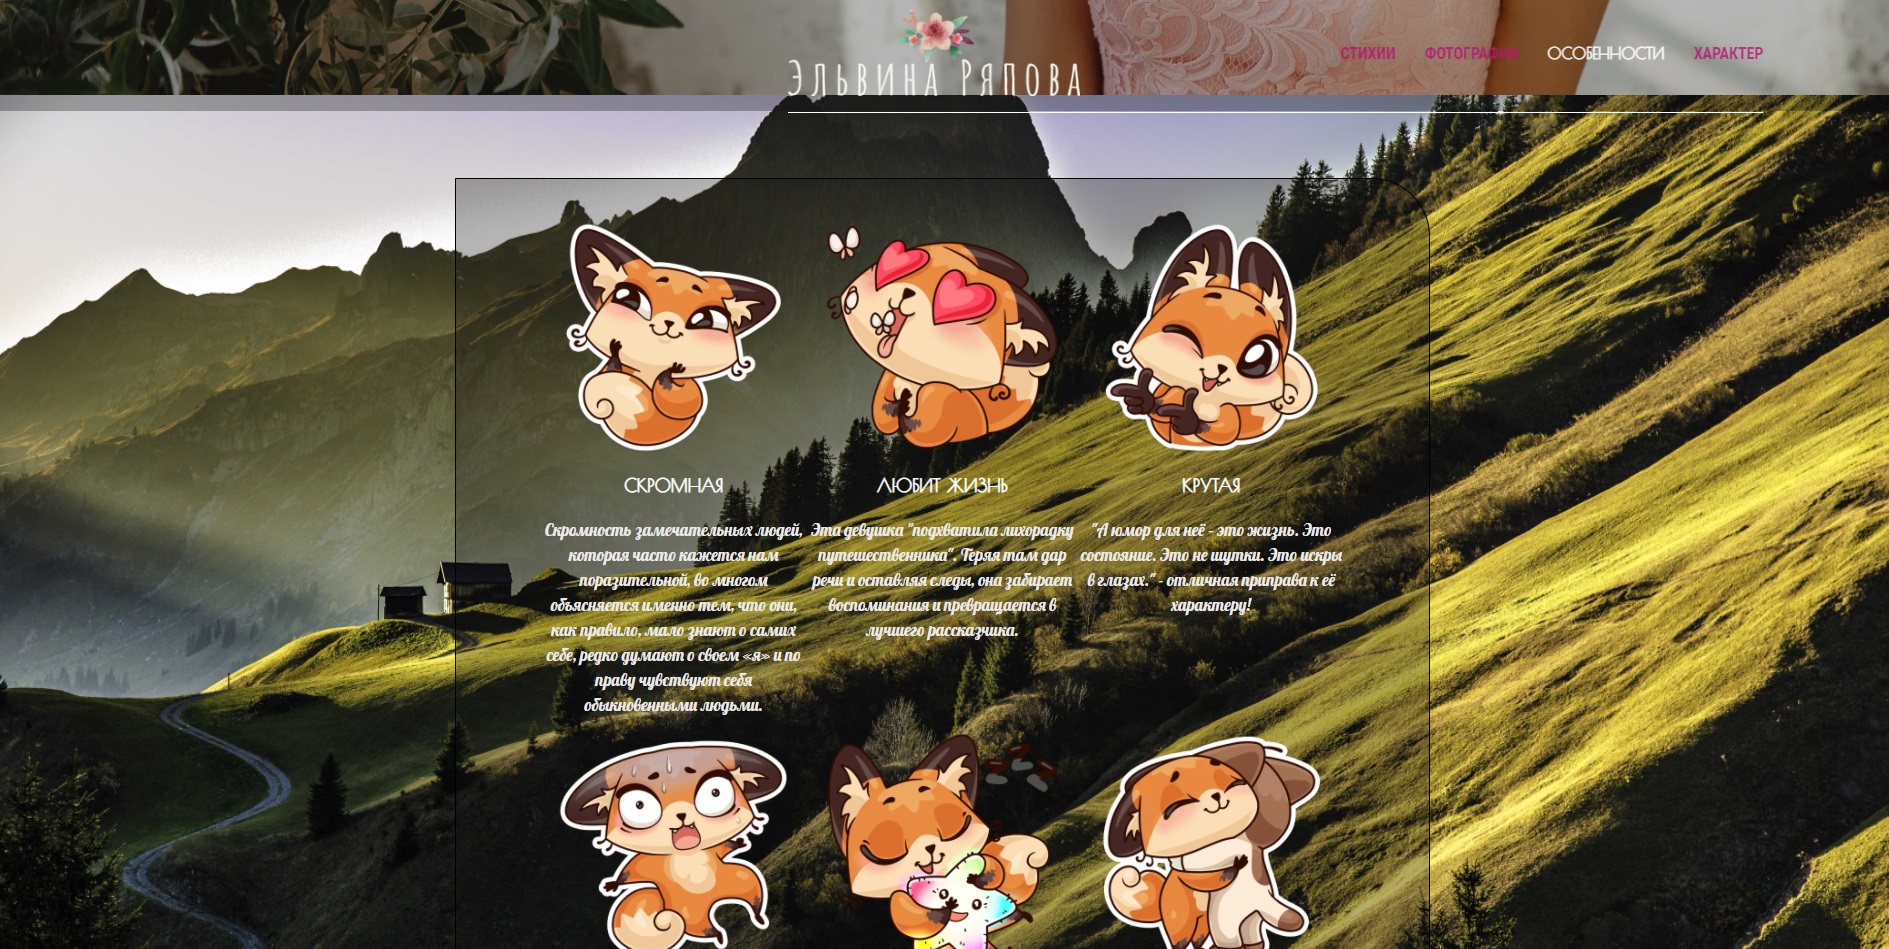 Эльвина Ряпова
СТИХИИ ФОТОГРАФИИ ОСОБЕННОСТИ ХАРАКТЕР
СКРОМНАЯ
Скромность замечательных людей,
которая часто кажется нам
поразительной, во многом
объясняется именно тем, что они,
как правило, мало знают о самих
себе, редко думают о своем «я» и по
праву чувствуют себя
обыкновенными людьми.
ЛЮБИТ ЖИЗНЬ
Эта девушка "подхватила лихорадку
путешественника". Теряя там дар
речи и оставляя следы, она забирает
воспоминания и превращается в
лучшего рассказчика.
КРУТАЯ
"А юмор для неё - это жизнь. Это
состояние. Это не шутки. Это искры
в глазах." - отличная приправа к её
характеру!